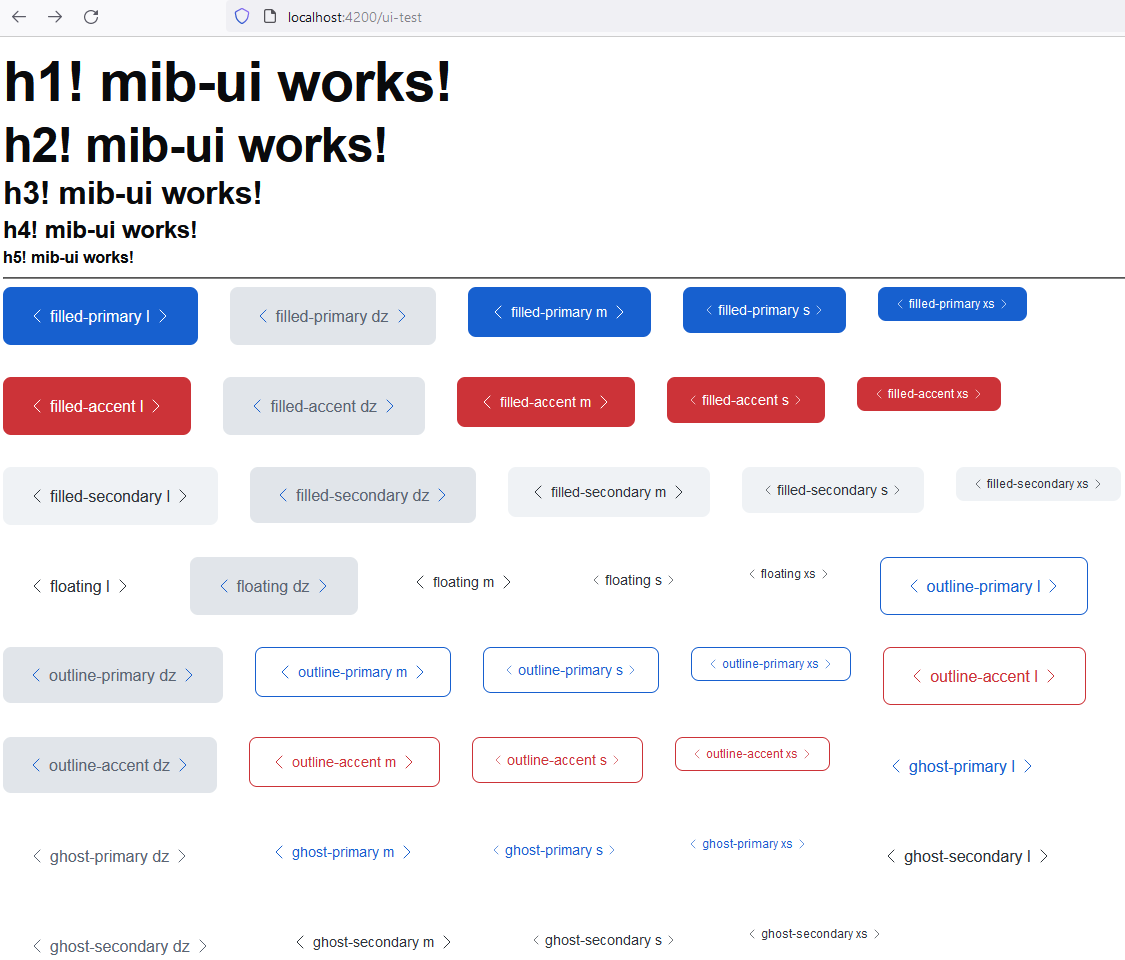 localhost:4200/ui-test
h1! mib-ui works!
h2! mib-ui works!
h3! mib-ui works!
h4! mib-ui works!
h5! mib-ui works!
filled-primary l filled-primary dz filled-primary m filled-primary s filled-primary xs
filled-accent l filled-accent dz filled-accent m filled-accent s filled-accent xs
filled-secondary l filled-secondary dz filled-secondary m filled-secondary s filled-secondary xs
floating l floating dz floating m floating s floating xs outline-primary l
outline-primary dz outline-primary m outline-primary s outline-primary xs outline-accent l
outline-accent dz outline-accent m outline-accent s outline-accent xs ghost-primary l
ghost-primary dz ghost-primary m ghost-primary s ghost-primary xs ghost-secondary l
ghost-secondary dz ghost-secondary m ghost-secondary s ghost-secondary xs